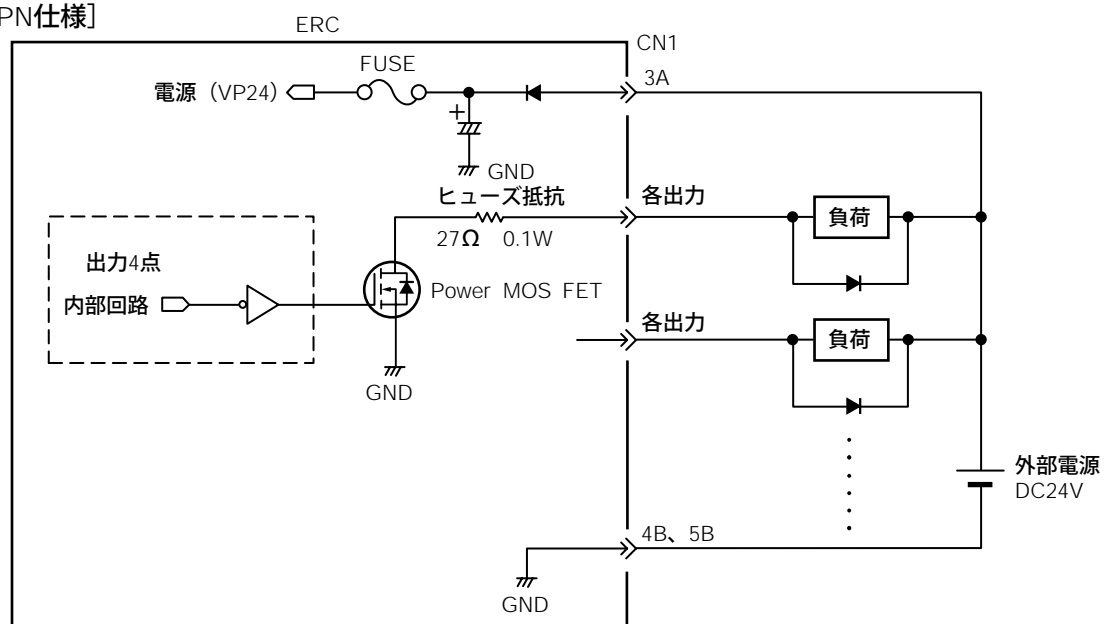 PN仕様]
ERC
CN1
FUSE
3A
電源（VP24）
+
GND
ヒューズ抵抗
各出力
負荷
27Ω 0.1W
出力4点
内部回路
Power MOS FET
各出力
負荷
GND
外部電源
DC24V
4B、5B
GND